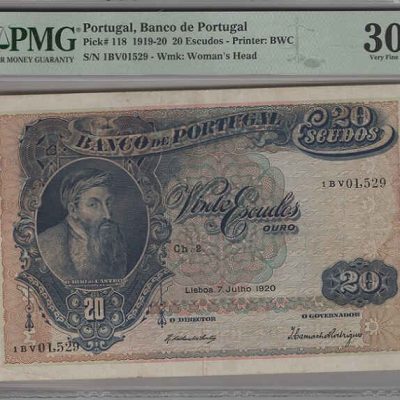 PMG Portugal, Banco de Portugal
Pick# 118 1919-20 20 Escudos - Printer: BWC
S/N 1BV01529 - Wmk: Woman's Head
MONEY GUARANTY
30
Very Fine
BANCO DE PORTUGAL
20
ESCUDOS
1BV01,529
Vinte Escudos
OURO
Ch. 2
Lisboa 7 Julho 1920
20
20
O DIRECTOR
O GOVERNADOR
1BV01,529